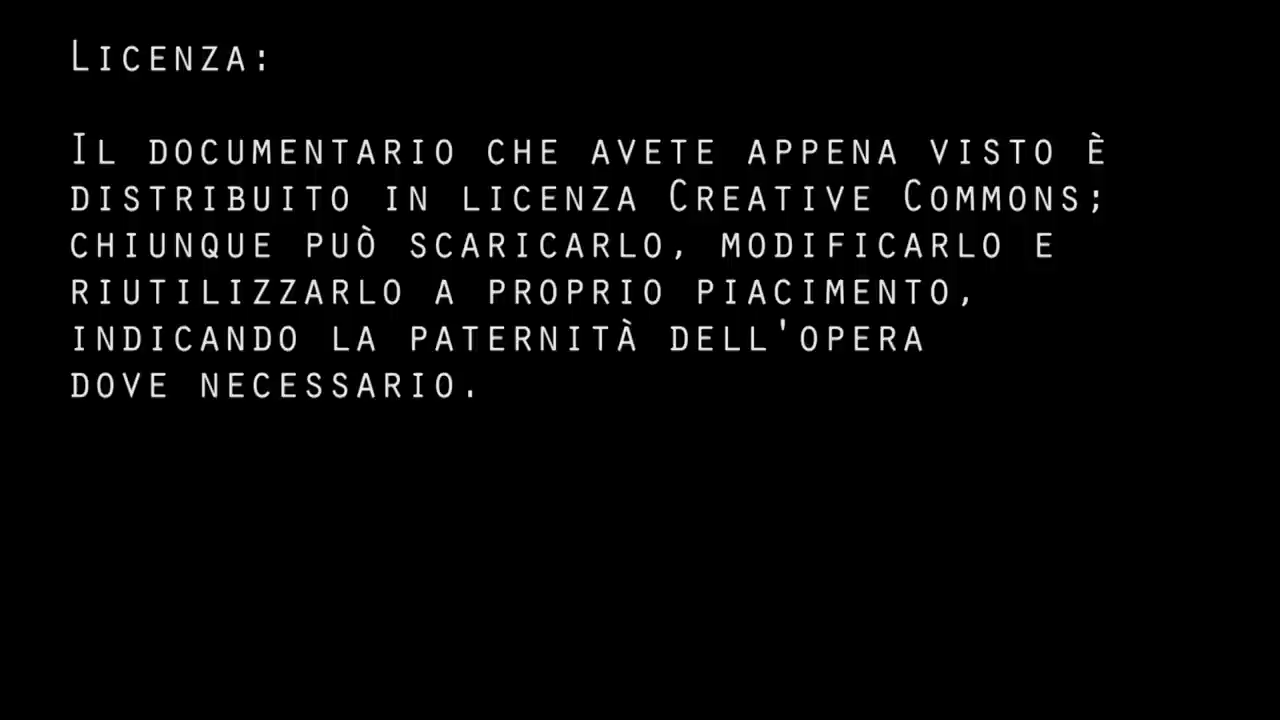 Licenza:
Il documentario che avete appena visto è
distribuito in licenza Creative Commons;
chiunque può scaricarlo, modificarlo e
riutilizzarlo a proprio piacimento,
indicando la paternità dell'opera
dove necessario.